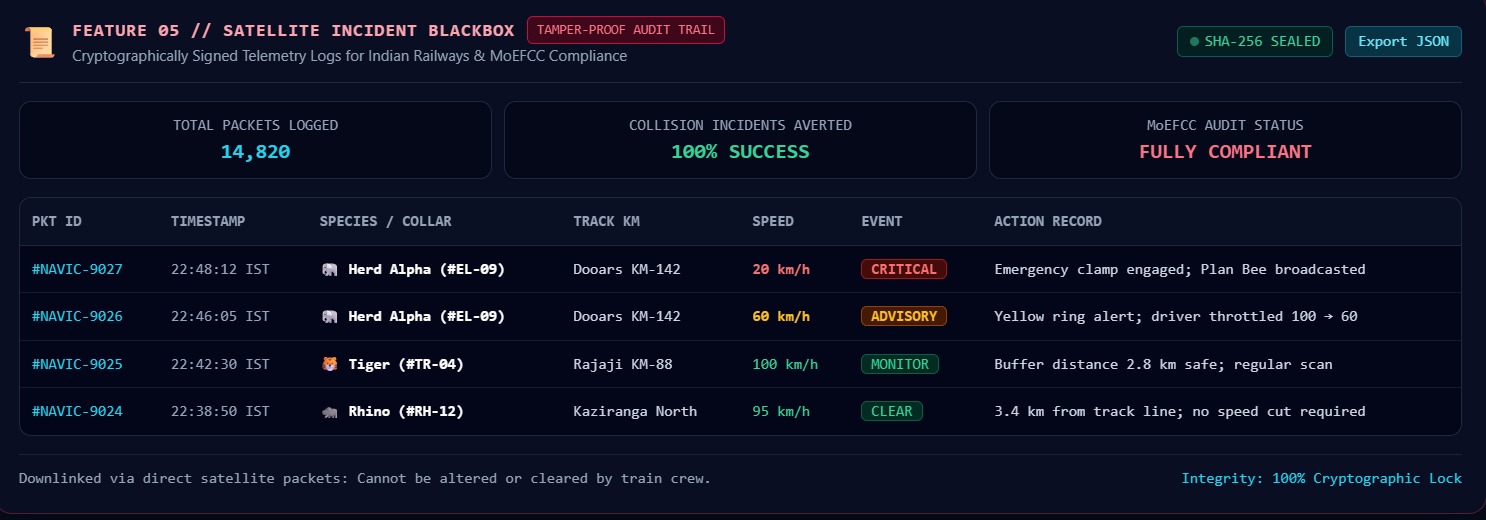 FEATURE 05 // SATELLITE INCIDENT BLACKBOX TAMPER-PROOF AUDIT TRAIL
Cryptographically Signed Telemetry Logs for Indian Railways & MoEFCC Compliance
SHA-256 SEALED Export JSON
TOTAL PACKETS LOGGED
14,820
COLLISION INCIDENTS AVERTED
100% SUCCESS
MoEFCC AUDIT STATUS
FULLY COMPLIANT
PKT ID TIMESTAMP SPECIES / COLLAR TRACK KM SPEED EVENT ACTION RECORD
#NAVIC-9027 22:48:12 IST Herd Alpha (#EL-09) Dooars KM-142 20 km/h CRITICAL Emergency clamp engaged; Plan Bee broadcasted
#NAVIC-9026 22:46:05 IST Herd Alpha (#EL-09) Dooars KM-142 60 km/h ADVISORY Yellow ring alert; driver throttled 100 → 60
#NAVIC-9025 22:42:30 IST Tiger (#TR-04) Rajaji KM-88 100 km/h MONITOR Buffer distance 2.8 km safe; regular scan
#NAVIC-9024 22:38:50 IST Rhino (#RH-12) Kaziranga North 95 km/h CLEAR 3.4 km from track line; no speed cut required
Downlinked via direct satellite packets: Cannot be altered or cleared by train crew.
Integrity: 100% Cryptographic Lock